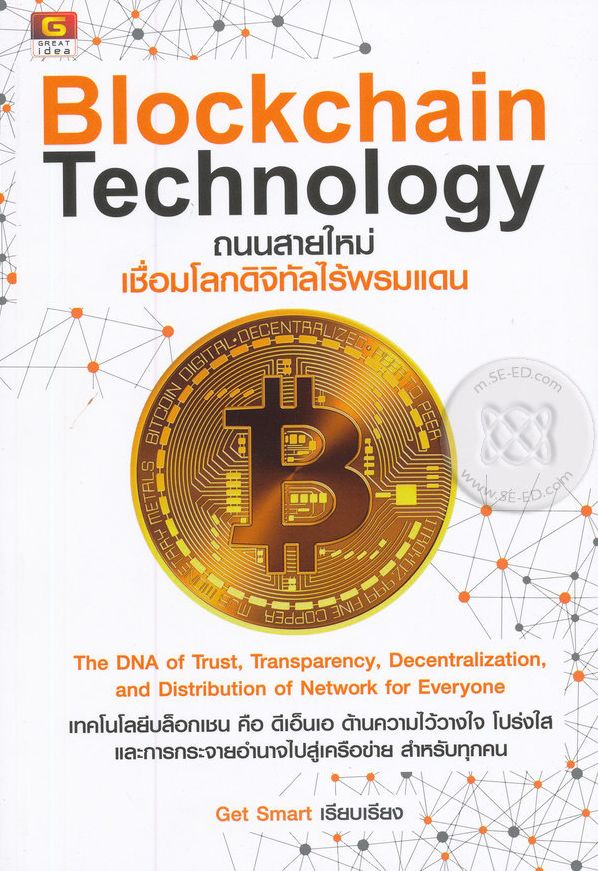 G
GREAT
idea
Blockchain
Technology
ถนนสายใหม่
เชื่อมโลกดิจิทัลไร้พรมแดน
BITCOIN DIGITAL • DECENTRALIZED • PEER TO PEER
m.SE-ED.com
www.SE-ED.com
The DNA of Trust, Transparency, Decentralization,
and Distribution of Network for Everyone
เทคโนโลยีบล็อกเชน คือ ดีเอ็นเอ ด้านความไว้วางใจ โปร่งใส
และการกระจายอำนาจไปสู่เครือข่าย สำหรับทุกคน
Get Smart เรียบเรียง